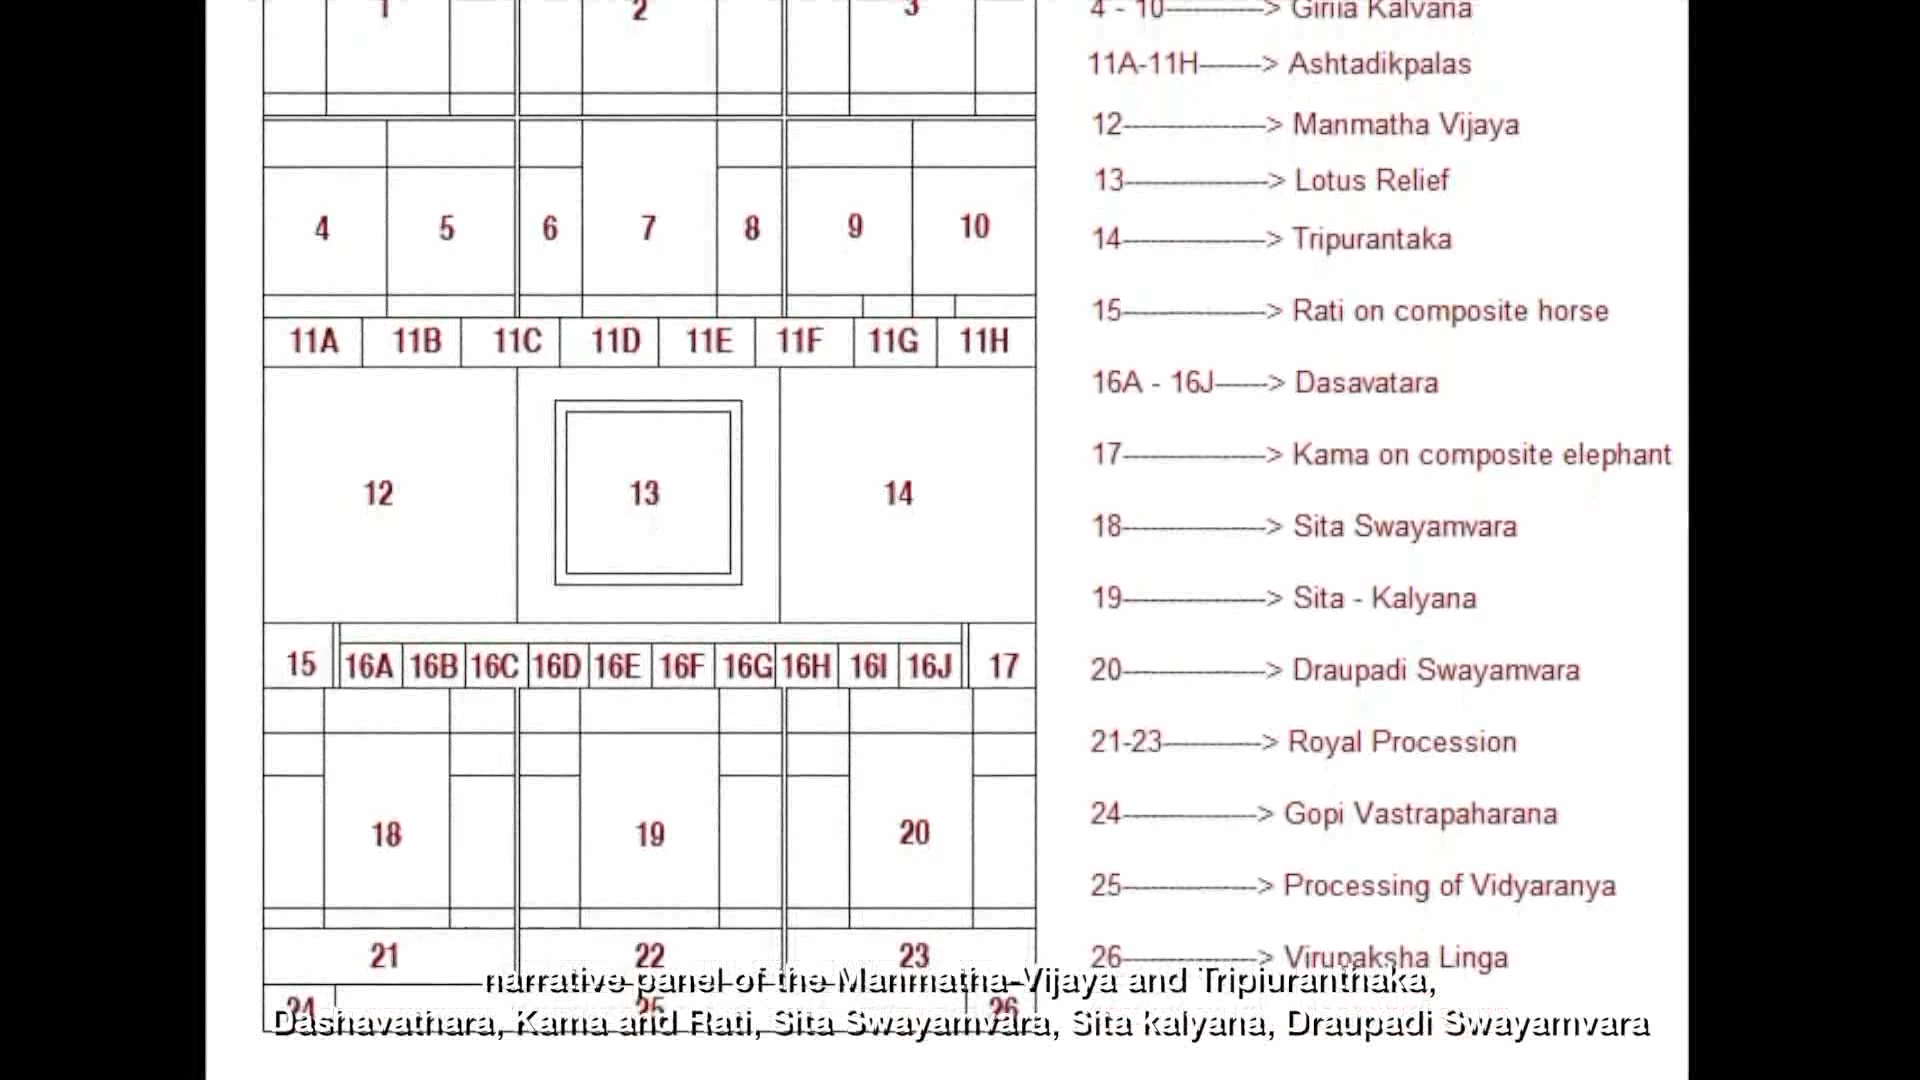 1 2 3
4 - 10———> Girija Kalyana
11A-11H———> Ashtadikpalas
12—————> Manmatha Vijaya
13—————> Lotus Relief
4 5 6 7 8 9 10
14—————> Tripurantaka
15—————> Rati on composite horse
11A 11B 11C 11D 11E 11F 11G 11H
16A - 16J——> Dasavatara
17—————> Kama on composite elephant
12 13 14
18—————> Sita Swayamvara
19—————> Sita - Kalyana
15 16A 16B 16C 16D 16E 16F 16G 16H 16I 16J 17
20—————> Draupadi Swayamvara
21-23———> Royal Procession
18 19 20
24—————> Gopi Vastrapaharana
25—————> Processing of Vidyaranya
21 22 23
26—————> Virupaksha Linga
24 25 26
narrative panel of the Manmatha-Vijaya and Tripiuranthaka,
Dashavathara, Kama and Rati, Sita Swayamvara, Sita kalyana, Draupadi Swayamvara